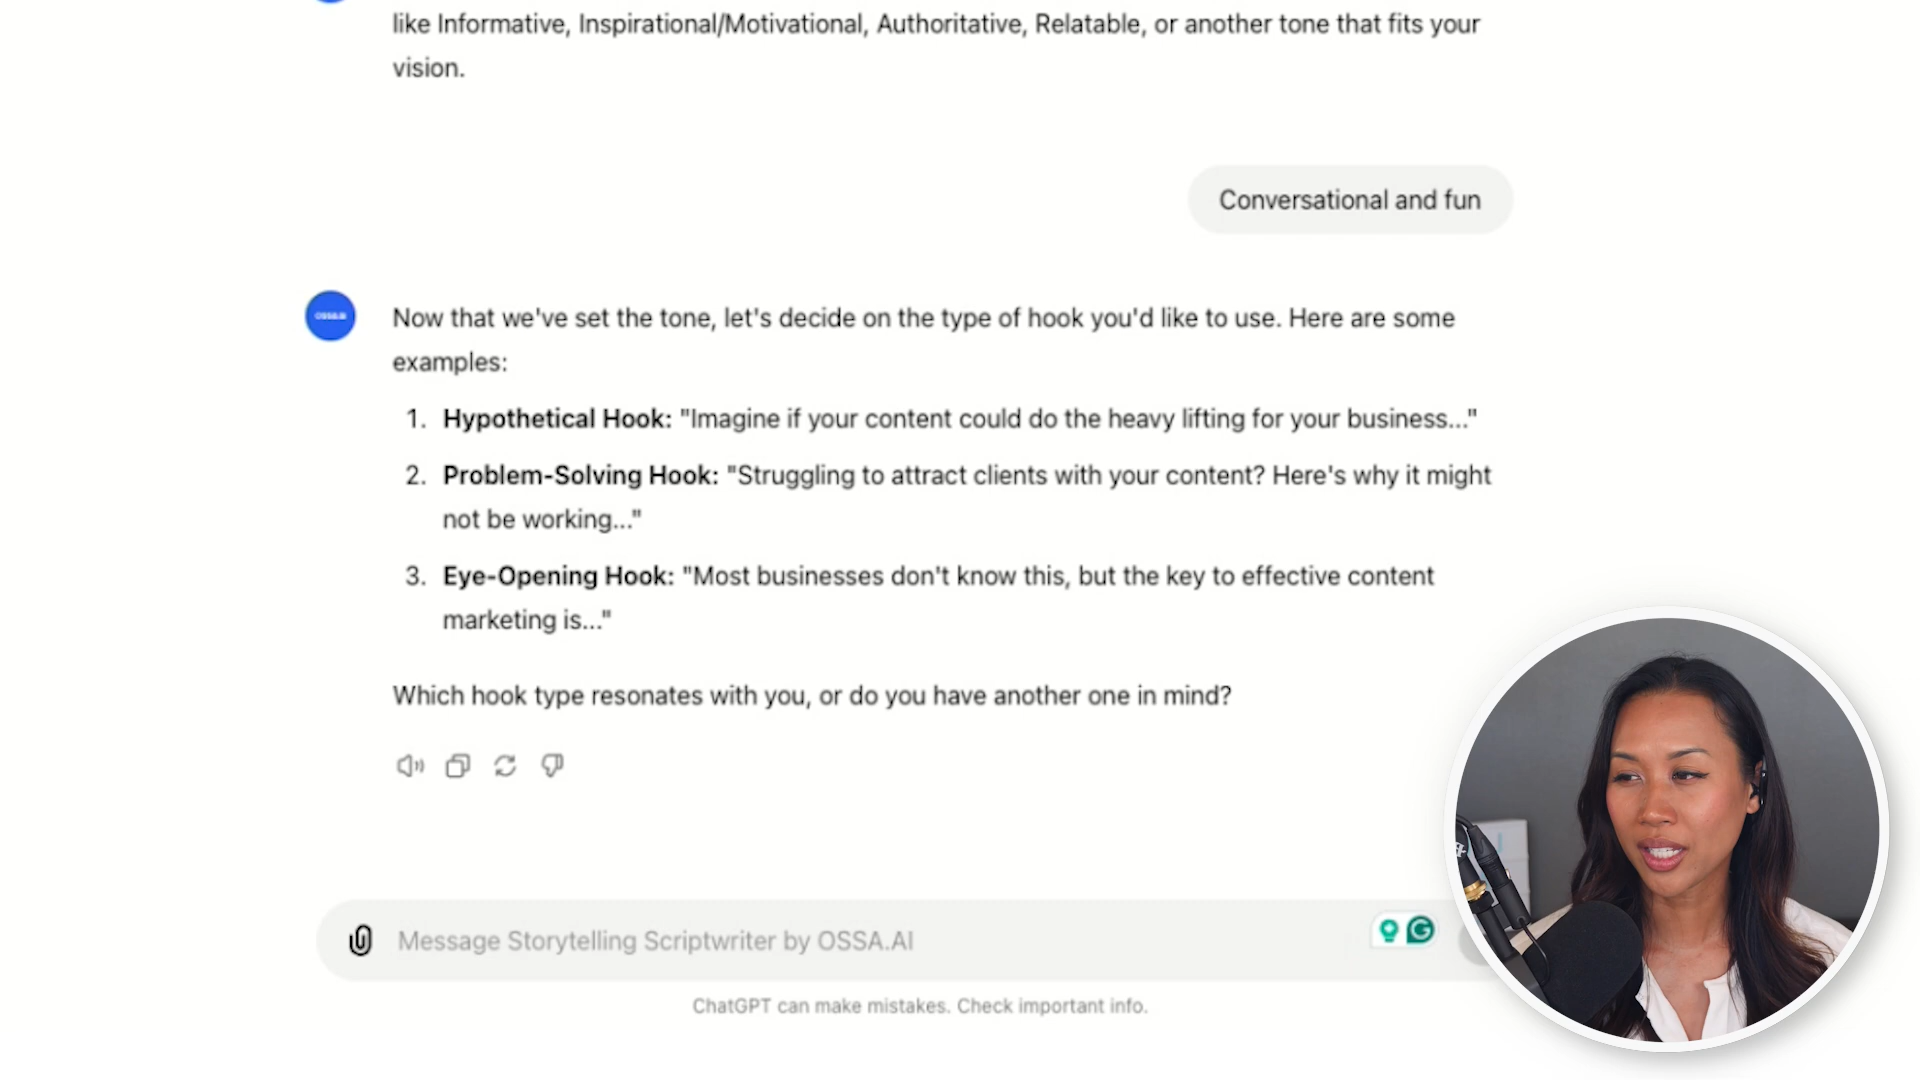 like Informative, Inspirational/Motivational, Authoritative, Relatable, or another tone that fits your
vision.
Conversational and fun
OSSA.AI
Now that we've set the tone, let's decide on the type of hook you'd like to use. Here are some
examples:
1. Hypothetical Hook: "Imagine if your content could do the heavy lifting for your business..."
2. Problem-Solving Hook: "Struggling to attract clients with your content? Here's why it might
not be working..."
3. Eye-Opening Hook: "Most businesses don't know this, but the key to effective content
marketing is..."
Which hook type resonates with you, or do you have another one in mind?
Message Storytelling Scriptwriter by OSSA.AI
ChatGPT can make mistakes. Check important info.